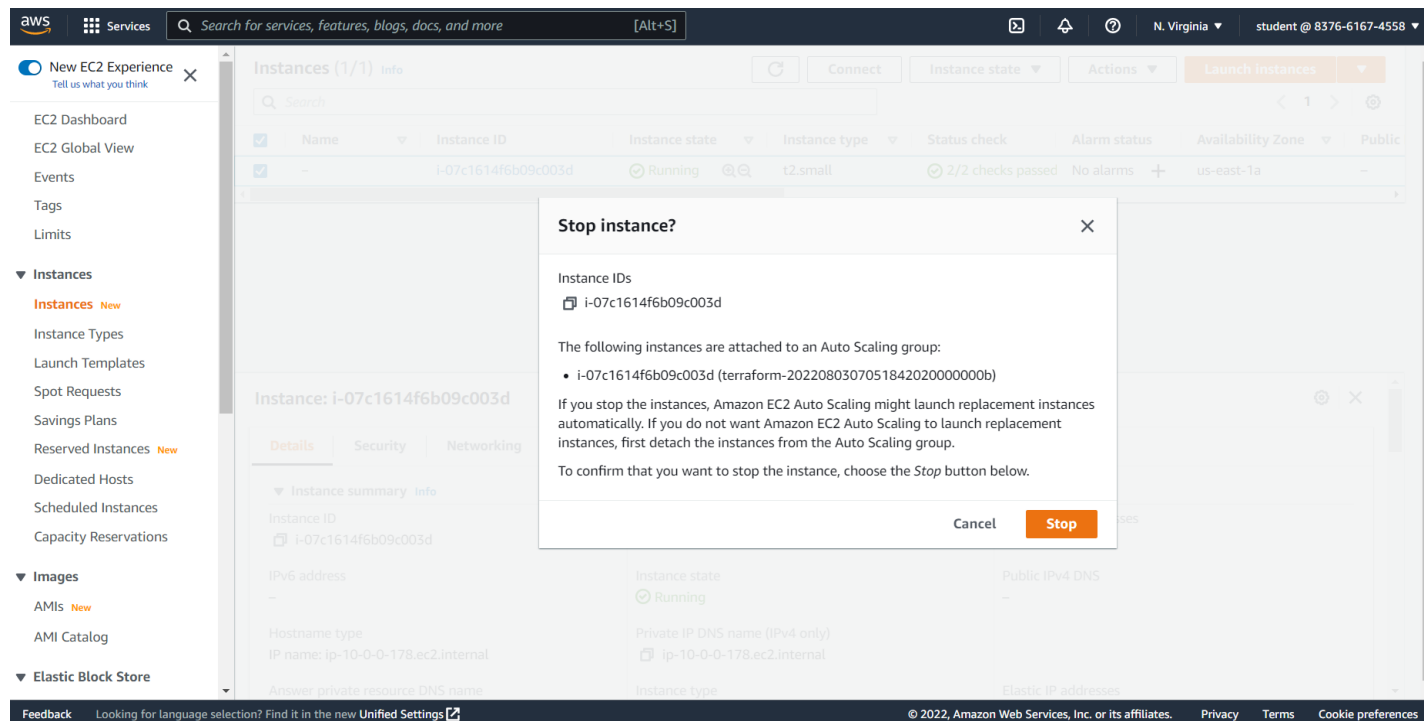 aws
Services
Search for services, features, blogs, docs, and more
[Alt+S]
N. Virginia ▼
student @ 8376-6167-4558 ▼
New EC2 Experience
Tell us what you think
EC2 Dashboard
EC2 Global View
Events
Tags
Limits
Instances
Instances New
Instance Types
Launch Templates
Spot Requests
Savings Plans
Reserved Instances New
Dedicated Hosts
Scheduled Instances
Capacity Reservations
Images
AMIs New
AMI Catalog
Elastic Block Store
Instances (1/1) Info
Connect
Instance state ▼
Actions ▼
Launch instances
Search
1
Name
Instance ID
Instance state
Instance type
Status check
Alarm status
Availability Zone
Public
–
i-07c1614f6b09c003d
Running
t2.small
2/2 checks passed
No alarms
us-east-1a
–
Stop instance?
Instance IDs
i-07c1614f6b09c003d
The following instances are attached to an Auto Scaling group:
• i-07c1614f6b09c003d (terraform-20220803070518420200000000b)
If you stop the instances, Amazon EC2 Auto Scaling might launch replacement instances
automatically. If you do not want Amazon EC2 Auto Scaling to launch replacement
instances, first detach the instances from the Auto Scaling group.
To confirm that you want to stop the instance, choose the Stop button below.
Cancel
Stop
Instance: i-07c1614f6b09c003d
Details
Security
Networking
Instance summary Info
Instance ID
i-07c1614f6b09c003d
IPv6 address
–
Instance state
Running
Public IPv4 DNS
–
Hostname type
IP name: ip-10-0-0-178.ec2.internal
Private IP DNS name (IPv4 only)
ip-10-0-0-178.ec2.internal
Answer private resource DNS name
Instance type
Elastic IP addresses
Feedback
Looking for language selection? Find it in the new Unified Settings
© 2022, Amazon Web Services, Inc. or its affiliates.
Privacy
Terms
Cookie preferences